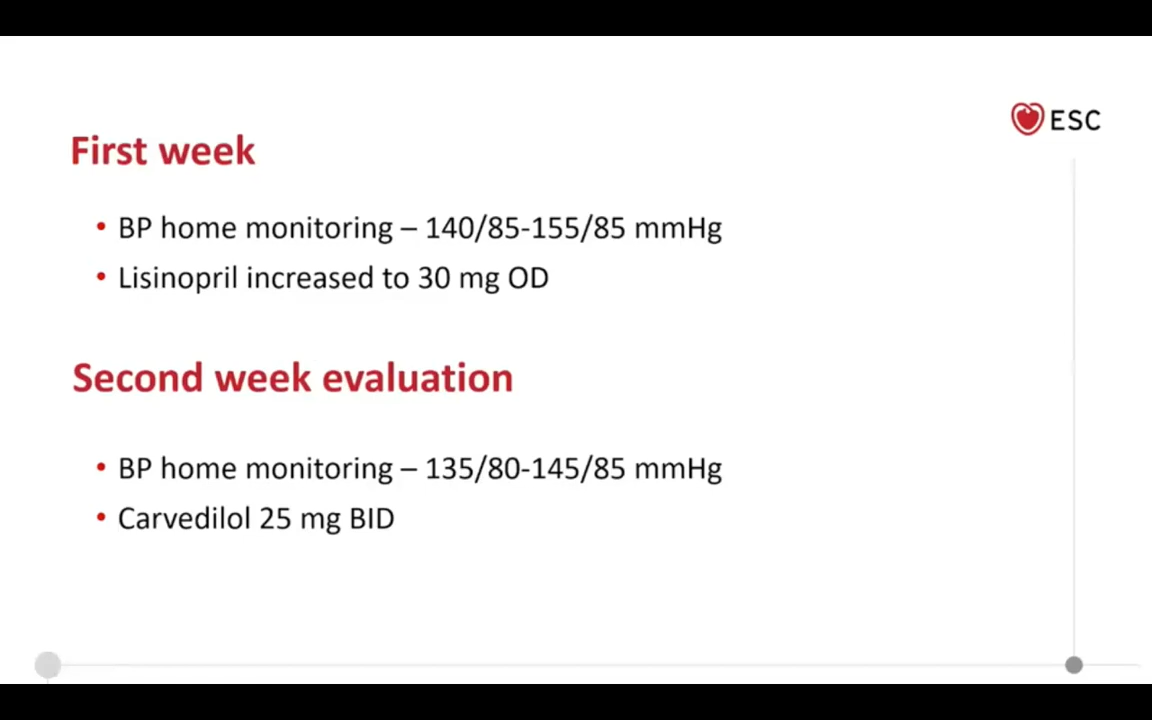 ESC
First week
• BP home monitoring – 140/85-155/85 mmHg
• Lisinopril increased to 30 mg OD
Second week evaluation
• BP home monitoring – 135/80-145/85 mmHg
• Carvedilol 25 mg BID